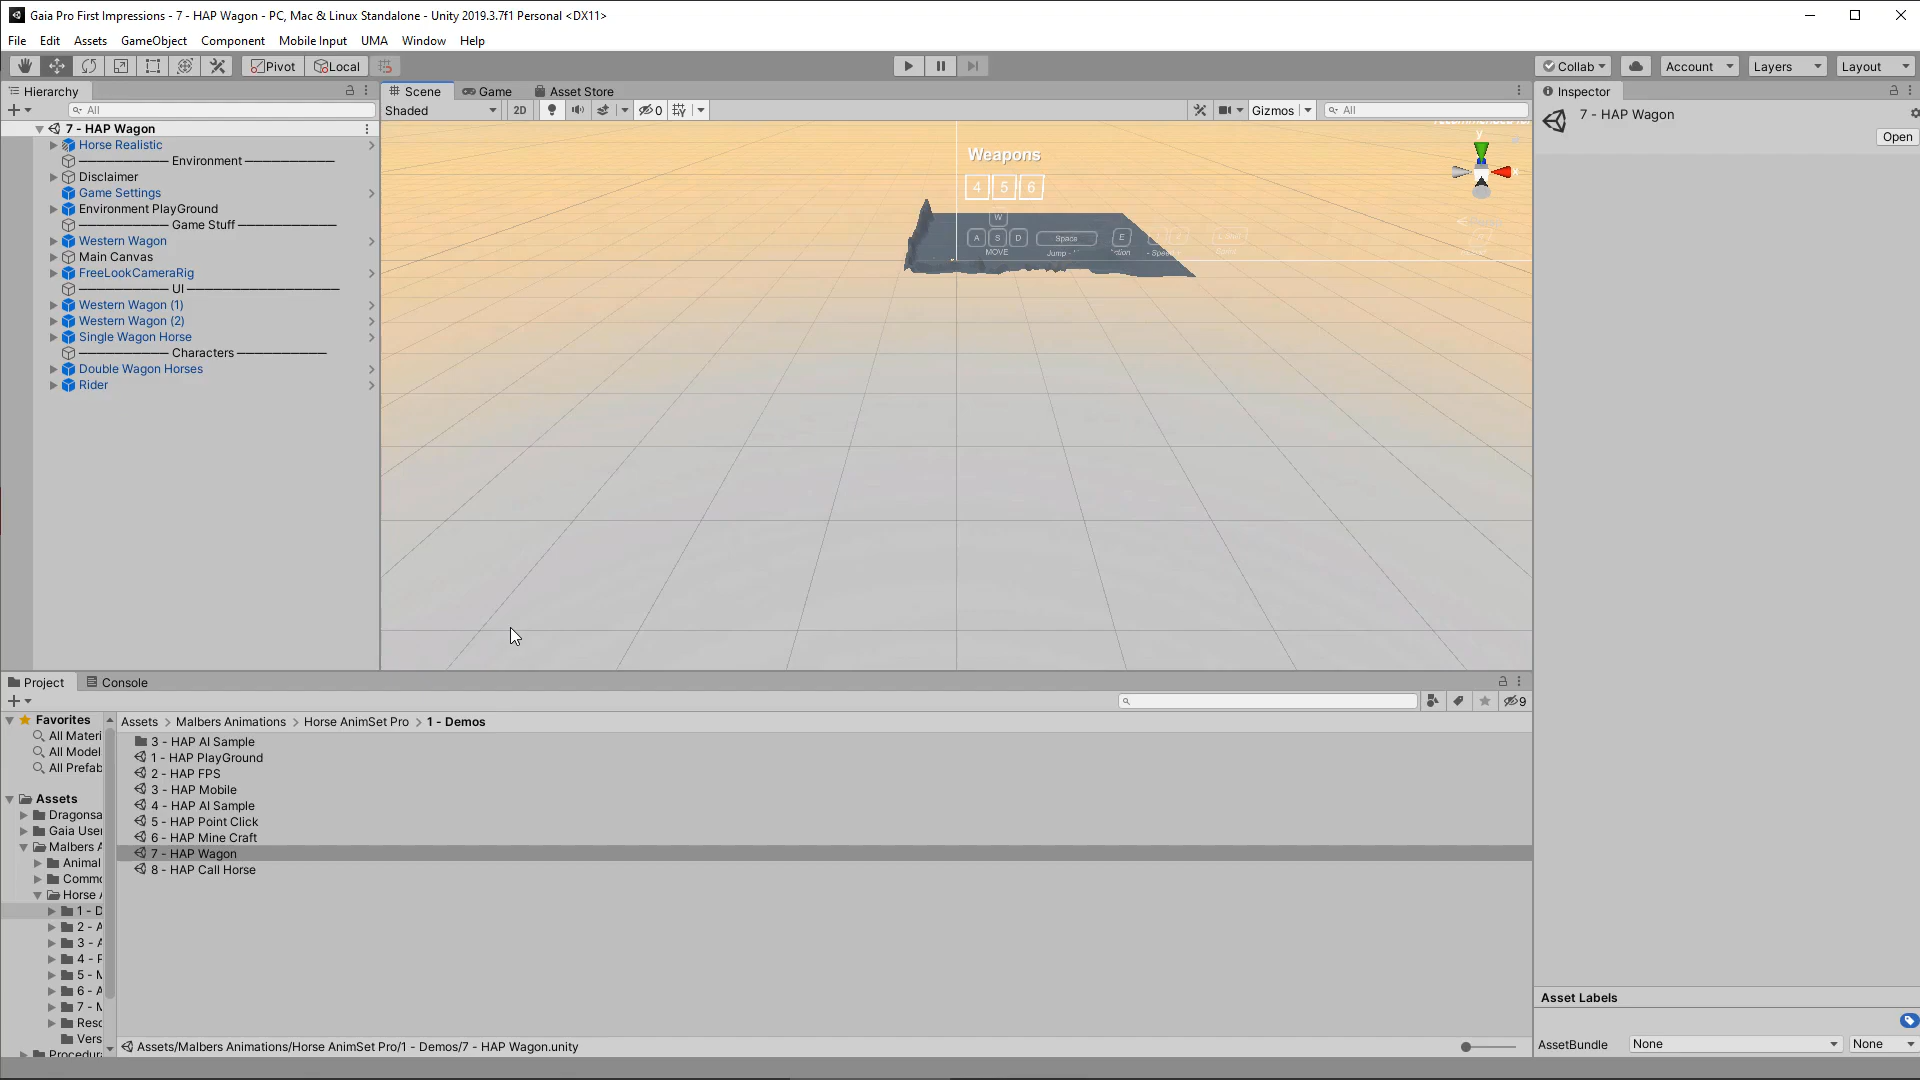 Gaia Pro First Impressions - 7 - HAP Wagon - PC, Mac & Linux Standalone - Unity 2019.3.7f1 Personal <DX11>
File Edit Assets GameObject Component Mobile Input UMA Window Help
Pivot Local Collab Account Layers Layout
Hierarchy
All
7 - HAP Wagon
Horse Realistic
Environment
Disclaimer
Game Settings
Environment PlayGround
Game Stuff
Western Wagon
Main Canvas
FreeLookCameraRig
UI
Western Wagon (1)
Western Wagon (2)
Single Wagon Horse
Characters
Double Wagon Horses
Rider
Scene Game Asset Store
Shaded 2D 0 Gizmos All
Weapons
4 5 6
W
A S D Space E
MOVE Jump
y
x
Inspector
7 - HAP Wagon
Open
Project Console
9
Favorites
All Materi
All Model
All Prefab
Assets
Dragonsa
Gaia User
Malbers A
Animal
Commo
Horse A
1 - D
2 - A
3 - A
4 - P
5 - M
6 - A
7 - M
Reso
Vers
Procedura
Assets > Malbers Animations > Horse AnimSet Pro > 1 - Demos
3 - HAP AI Sample
1 - HAP PlayGround
2 - HAP FPS
3 - HAP Mobile
4 - HAP AI Sample
5 - HAP Point Click
6 - HAP Mine Craft
7 - HAP Wagon
8 - HAP Call Horse
Assets/Malbers Animations/Horse AnimSet Pro/1 - Demos/7 - HAP Wagon.unity
Asset Labels
AssetBundle None None